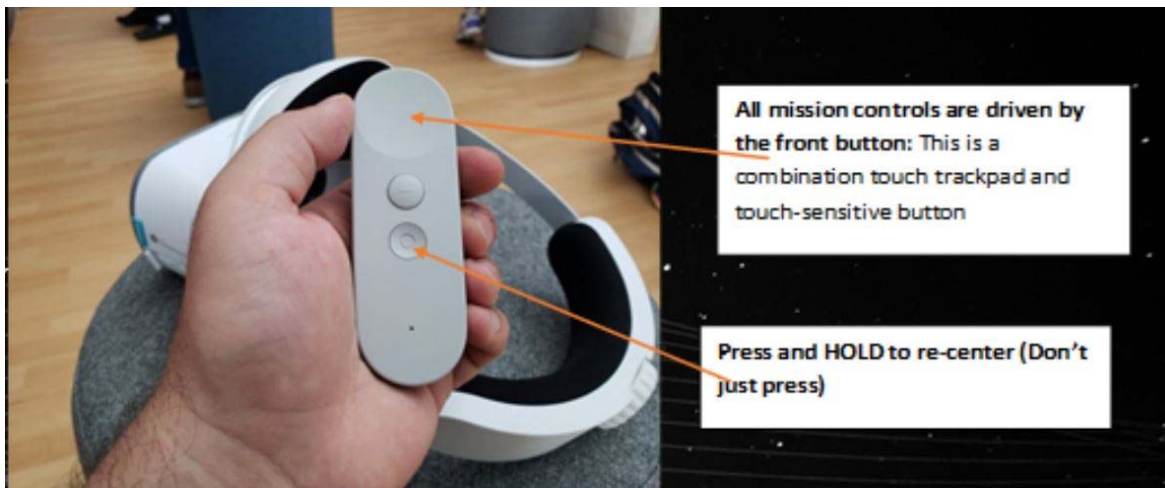 All mission controls are driven by
the front button: This is a
combination touch trackpad and
touch-sensitive button
Press and HOLD to re-center (Don't
just press)